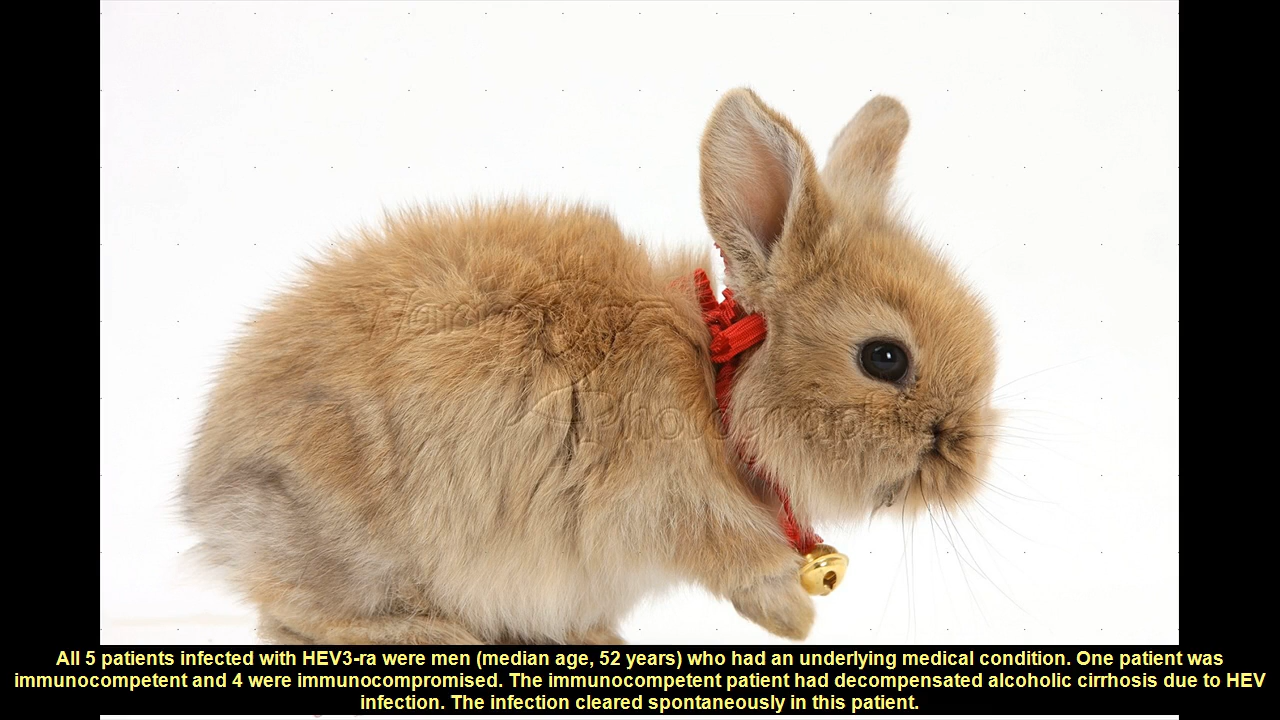 Photographi
All 5 patients infected with HEV3-ra were men (median age, 52 years) who had an underlying medical condition. One patient was
immunocompetent and 4 were immunocompromised. The immunocompetent patient had decompensated alcoholic cirrhosis due to HEV
infection. The infection cleared spontaneously in this patient.